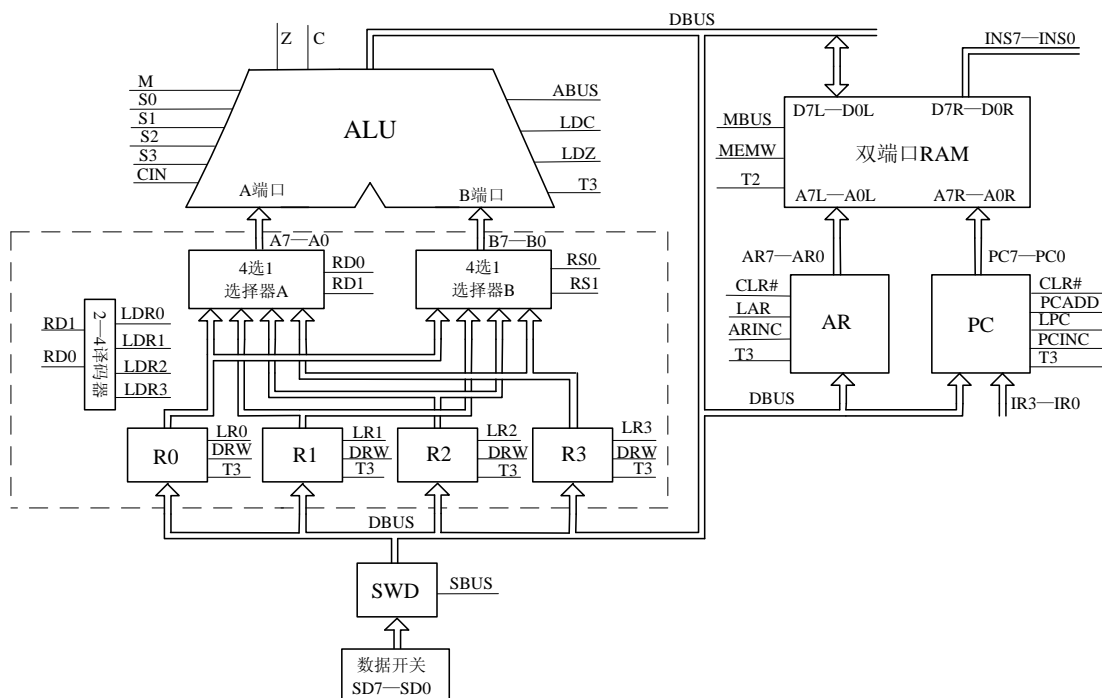 DBUS
Z
C
INS7—INS0
M
S0
S1
S2
S3
CIN
ALU
ABUS
LDC
LDZ
T3
A端口
B端口
MBUS
MEMW
T2
D7L—D0L
D7R—D0R
双端口RAM
A7L—A0L
A7R—A0R
A7—A0
B7—B0
4选1
选择器A
RD0
RD1
4选1
选择器B
RS0
RS1
AR7—AR0
PC7—PC0
CLR#
LAR
ARINC
T3
AR
PC
CLR#
PCADD
LPC
PCINC
T3
RD1
RD0
2—4译码器
LDR0
LDR1
LDR2
LDR3
DBUS
IR3—IR0
R0
LR0
DRW
T3
R1
LR1
DRW
T3
R2
LR2
DRW
T3
R3
LR3
DRW
T3
DBUS
SWD
SBUS
数据开关
SD7—SD0